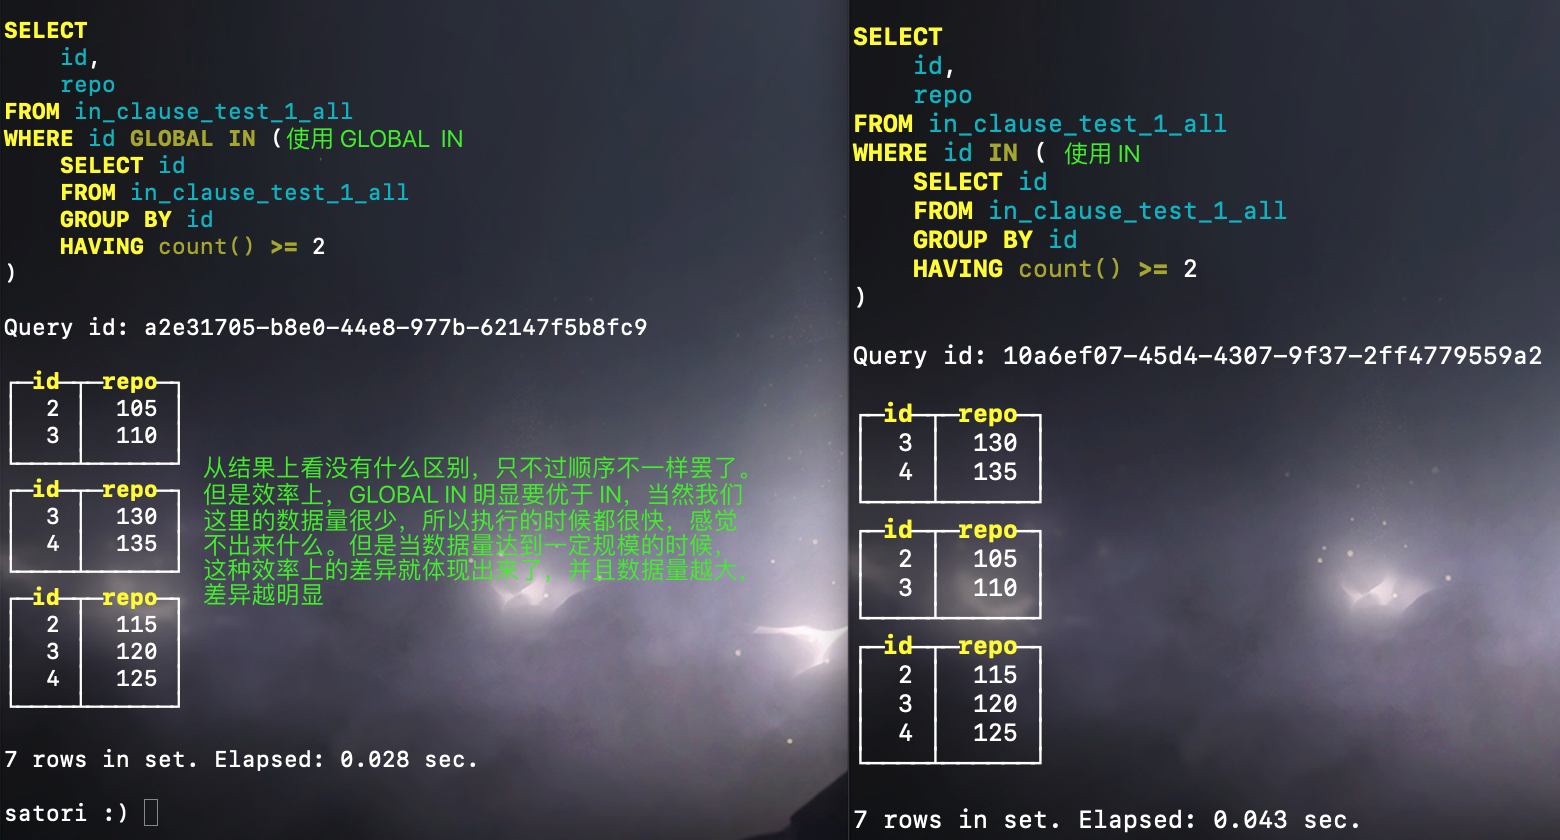 SELECT
id,
repo
FROM in_clause_test_1_all
WHERE id GLOBAL IN ( 使用 GLOBAL IN
SELECT id
FROM in_clause_test_1_all
GROUP BY id
HAVING count() >= 2
)
Query id: a2e31705-b8e0-44e8-977b-62147f5b8fc9
id repo
2 105
3 110
id repo
3 130
4 135
id repo
2 115
3 120
4 125
从结果上看没有什么区别，只不过顺序不一样罢了。
但是效率上，GLOBAL IN 明显要优于 IN，当然我们
这里的数据量很少，所以执行的时候都很快，感觉
不出来什么。但是当数据量达到一定规模的时候，
这种效率上的差异就体现出来了，并且数据量越大，
差异越明显
7 rows in set. Elapsed: 0.028 sec.
satori :)
SELECT
id,
repo
FROM in_clause_test_1_all
WHERE id IN ( 使用 IN
SELECT id
FROM in_clause_test_1_all
GROUP BY id
HAVING count() >= 2
)
Query id: 10a6ef07-45d4-4307-9f37-2ff4779559a2
id repo
3 130
4 135
id repo
2 105
3 110
id repo
2 115
3 120
4 125
7 rows in set. Elapsed: 0.043 sec.